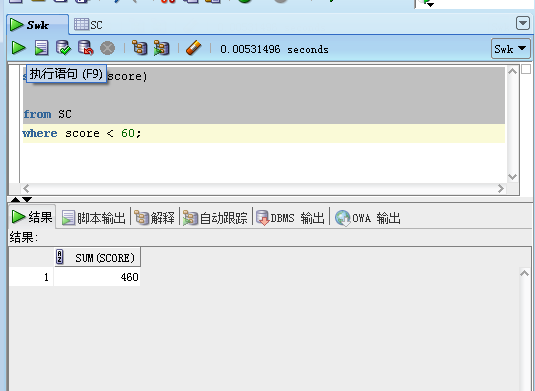 Swk
SC
0.00531496 seconds
Swk
执行语句 (F9)
score)
from SC
where score < 60;
结果
脚本输出
解释
自动跟踪
DBMS 输出
OWA 输出
结果:
SUM(SCORE)
1
460